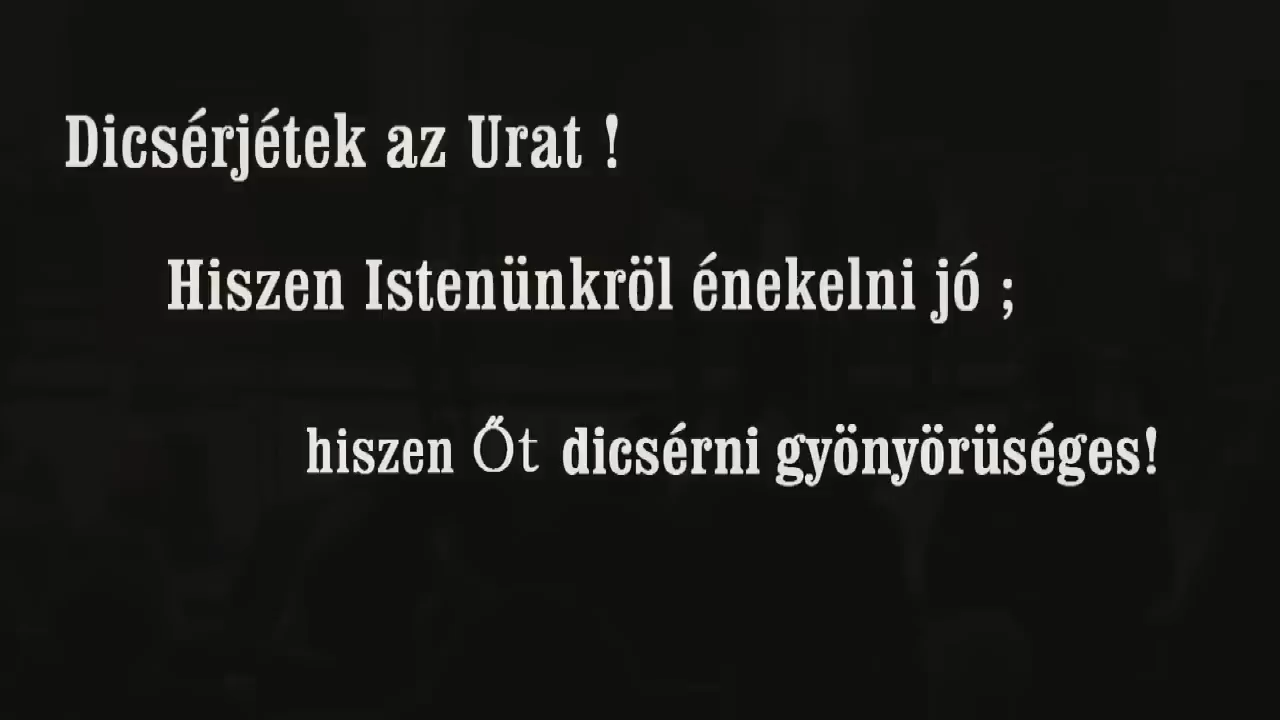 Dicsérjétek az Urat !
Hiszen Istenünkröl énekelni jó ;
hiszen Őt dicsérni gyönyörüséges!